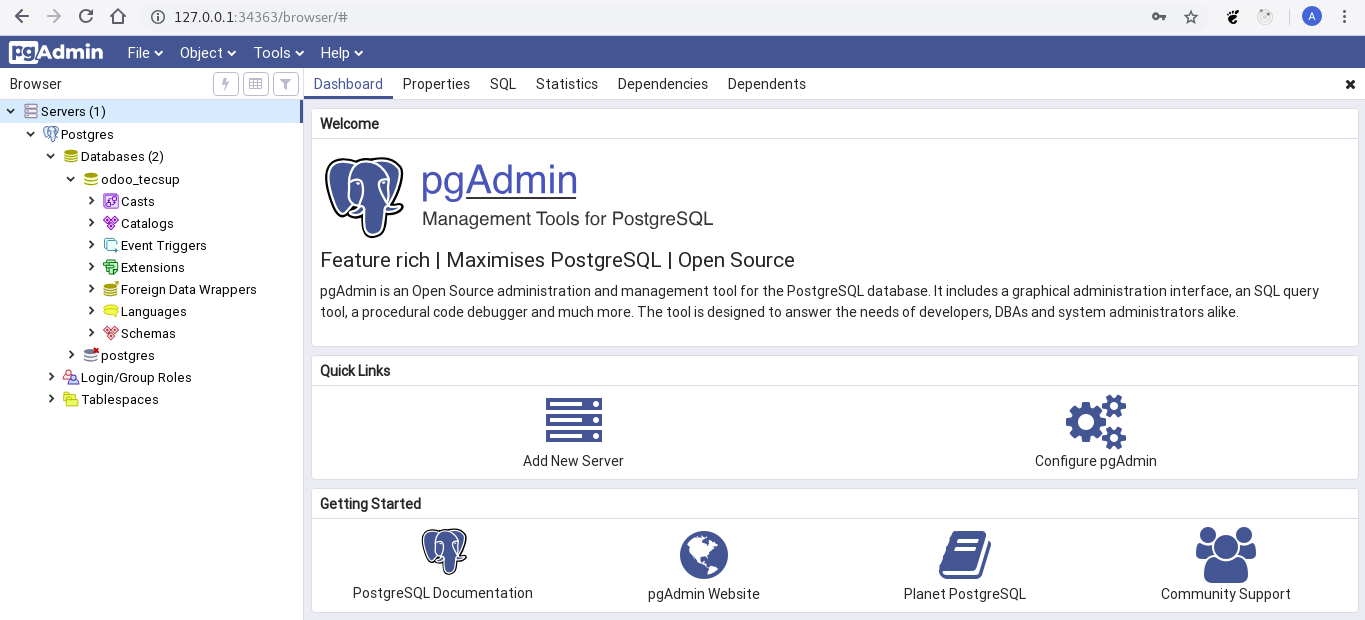 127.0.0.1:34363/browser/#
A
pgAdmin File Object Tools Help
Browser
Dashboard Properties SQL Statistics Dependencies Dependents
Servers (1)
Postgres
Databases (2)
odoo_tecsup
Casts
Catalogs
Event Triggers
Extensions
Foreign Data Wrappers
Languages
Schemas
postgres
Login/Group Roles
Tablespaces
Welcome
pgAdmin
Management Tools for PostgreSQL
Feature rich | Maximises PostgreSQL | Open Source
pgAdmin is an Open Source administration and management tool for the PostgreSQL database. It includes a graphical administration interface, an SQL query
tool, a procedural code debugger and much more. The tool is designed to answer the needs of developers, DBAs and system administrators alike.
Quick Links
Add New Server
Configure pgAdmin
Getting Started
PostgreSQL Documentation
pgAdmin Website
Planet PostgreSQL
Community Support